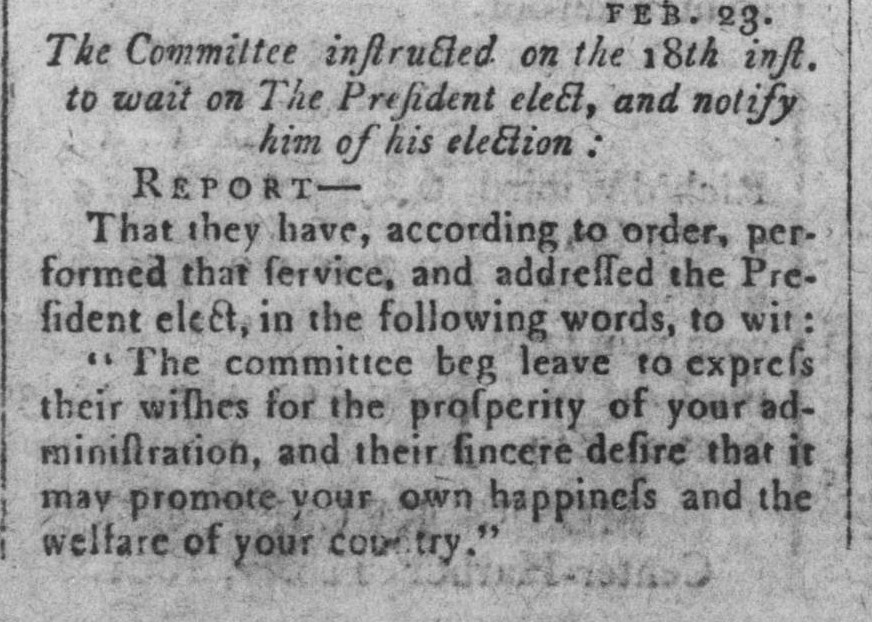 FEB. 23.
The Committee inſtructed on the 18th inſt.
to wait on The Preſident elect, and notify
him of his election :
REPORT—
That they have, according to order, per-
formed that ſervice, and addreſſed the Pre-
ſident elect, in the following words, to wit :
“ The committee beg leave to expreſs
their wiſhes for the proſperity of your ad-
miniſtration, and their ſincere deſire that it
may promote your own happineſs and the
welfare of your country.”